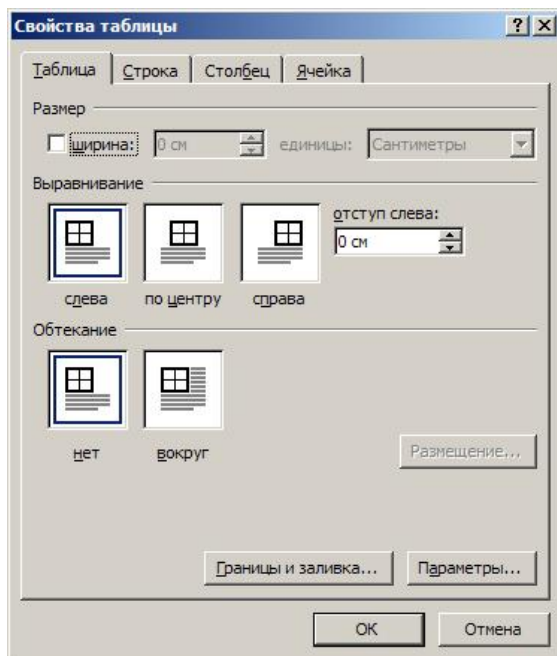 Свойства таблицы
Таблица Строка Столбец Ячейка
Размер
ширина: 0 см единицы: Сантиметры
Выравнивание
отступ слева:
0 см
слева по центру справа
Обтекание
нет вокруг
Размещение...
Границы и заливка... Параметры...
ОК Отмена